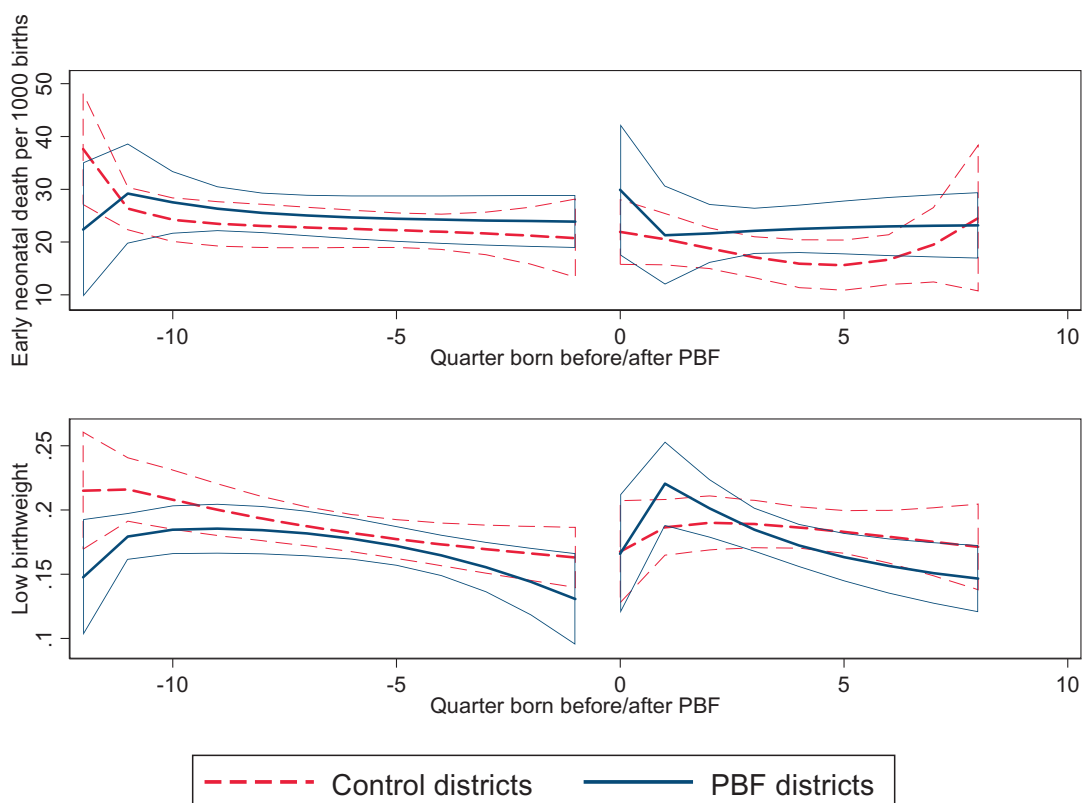 Early neonatal death per 1000 births
50
40
30
20
10
-10 -5 0 5 10
Quarter born before/after PBF
Low birthweight
.25
.2
.15
.1
-10 -5 0 5 10
Quarter born before/after PBF
Control districts PBF districts